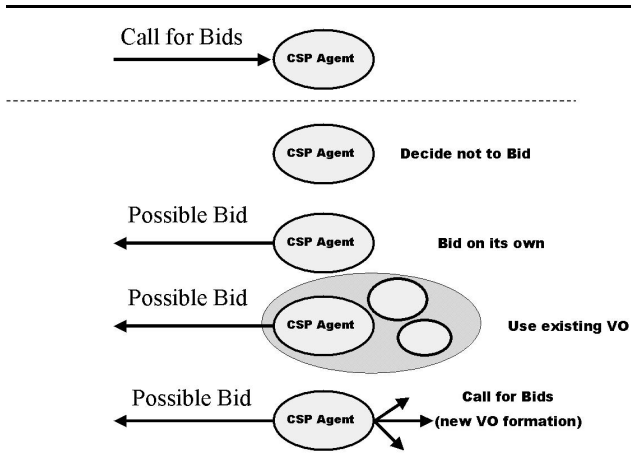 Call for Bids
CSP Agent
CSP Agent
Decide not to Bid
Possible Bid
CSP Agent
Bid on its own
Possible Bid
CSP Agent
Use existing VO
Possible Bid
CSP Agent
Call for Bids
(new VO formation)